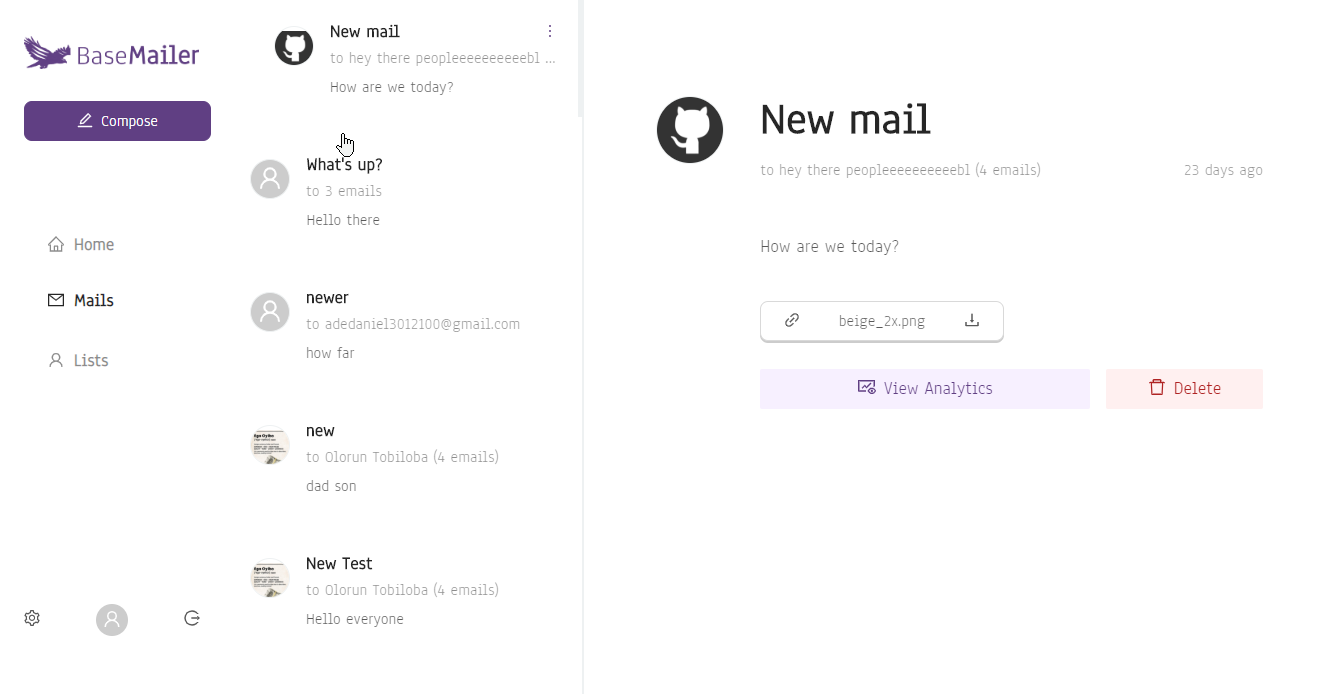 BaseMailer
Compose
Home
Mails
Lists
New mail
to hey there peopleeeeeeeeeebl ...
How are we today?
What's up?
to 3 emails
Hello there
newer
to adedaniel3012100@gmail.com
how far
new
to Olorun Tobiloba (4 emails)
dad son
New Test
to Olorun Tobiloba (4 emails)
Hello everyone
New mail
to hey there peopleeeeeeeeeebl (4 emails)
23 days ago
How are we today?
beige_2x.png
View Analytics
Delete